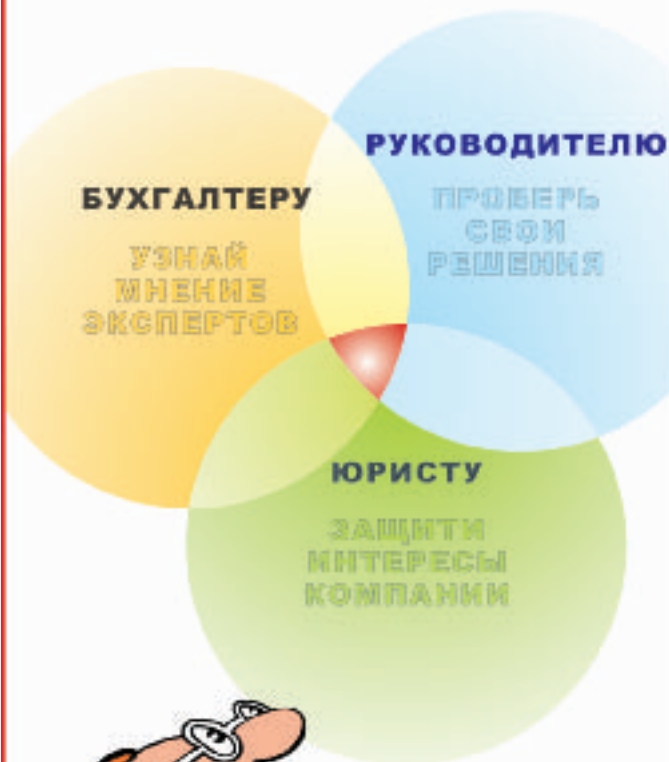 РУКОВОДИТЕЛЮ
ПРОВЕРЬ
СВОИ
РЕШЕНИЯ
БУХГАЛТЕРУ
УЗНАЙ
МНЕНИЕ
ЭКСПЕРТОВ
ЮРИСТУ
ЗАЩИТИ
ИНТЕРЕСЫ
КОМПАНИИ